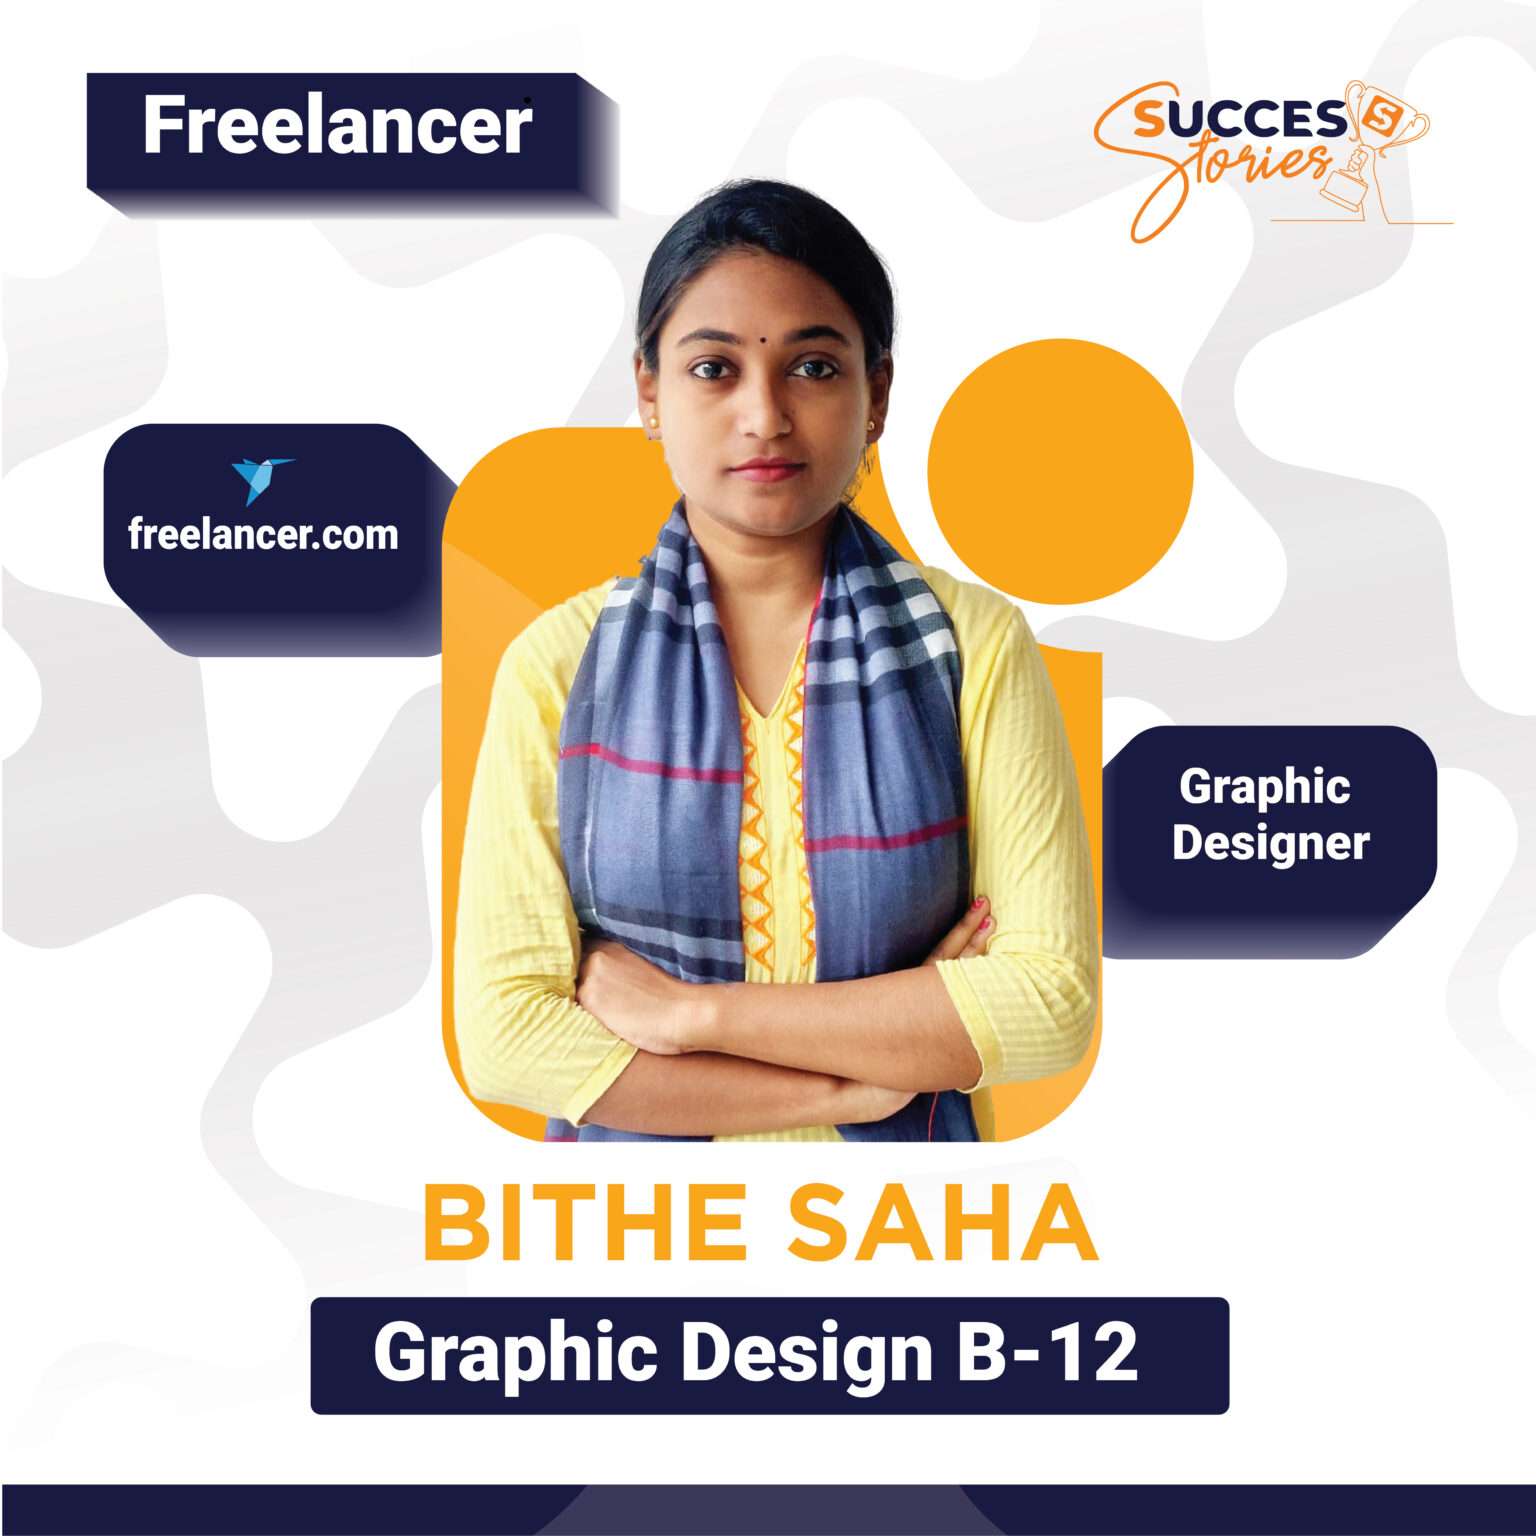 Freelancer
SUCCESS
Stories
freelancer.com
Graphic
Designer
BITHE SAHA
Graphic Design B-12